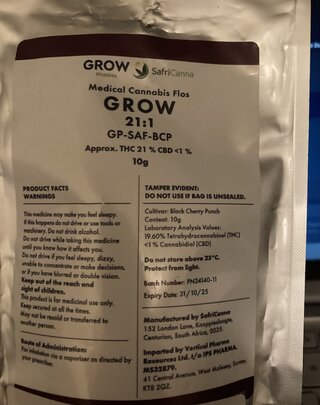 GROW PHARMA SafriCanna
Medical Cannabis Flos
GROW
21:1
GP-SAF-BCP
Approx. THC 21 % CBD <1 %
10g
PRODUCT FACTS
WARNINGS
This medicine may make you feel sleepy.
If this happens do not drive or use tools or
machinery. Do not drink alcohol.
Do not drive while taking this medicine
until you know how it affects you.
Do not drive if you feel sleepy, dizzy,
unable to concentrate or make decisions,
or if you have blurred or double vision.
Keep out of the reach and
sight of children.
This product is for medicinal use only.
Keep secured at all times.
May not be resold or transferred to
another person.
Route of Administration:
For inhalation via a vaporiser as directed by
your prescriber.
TAMPER EVIDENT:
DO NOT USE IF BAG IS UNSEALED.
Cultivar: Black Cherry Punch
Content: 10g
Laboratory Analysis Values:
19.60% Tetrahydrocannabinol (THC)
<1 % Cannabidiol (CBD)
Do not store above 25°C.
Protect from light.
Batch Number: PN24140-11
Expiry Date: 31/10/25
Manufactured by SafriCanna
152 London Lane, Knoppieslaagte,
Centurion, South Africa, 0035.
Imported by Vertical Pharma
Resources Ltd. t/a IPS PHARMA.
MS32879.
41 Central Avenue, West Molesey, Surrey,
KT8 2QZ.